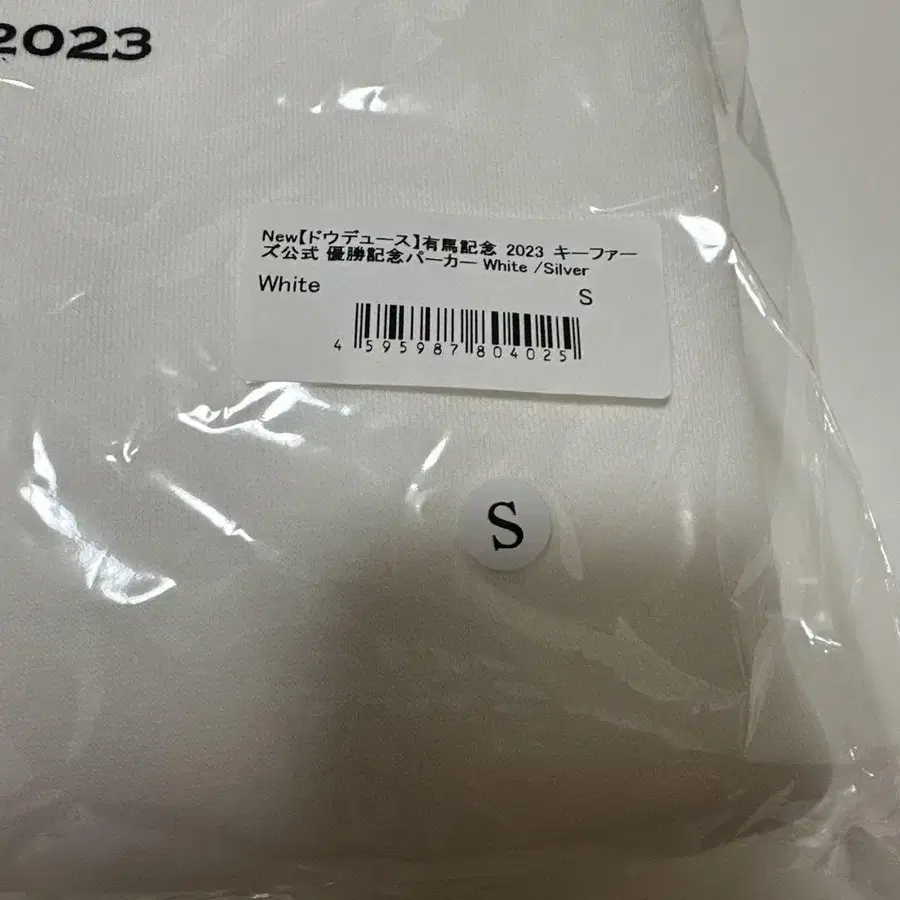 2023
New【ドウデュース】有馬記念 2023 キーファー
ズ公式 優勝記念パーカー White /Silver
White S
4 595987 804025
S